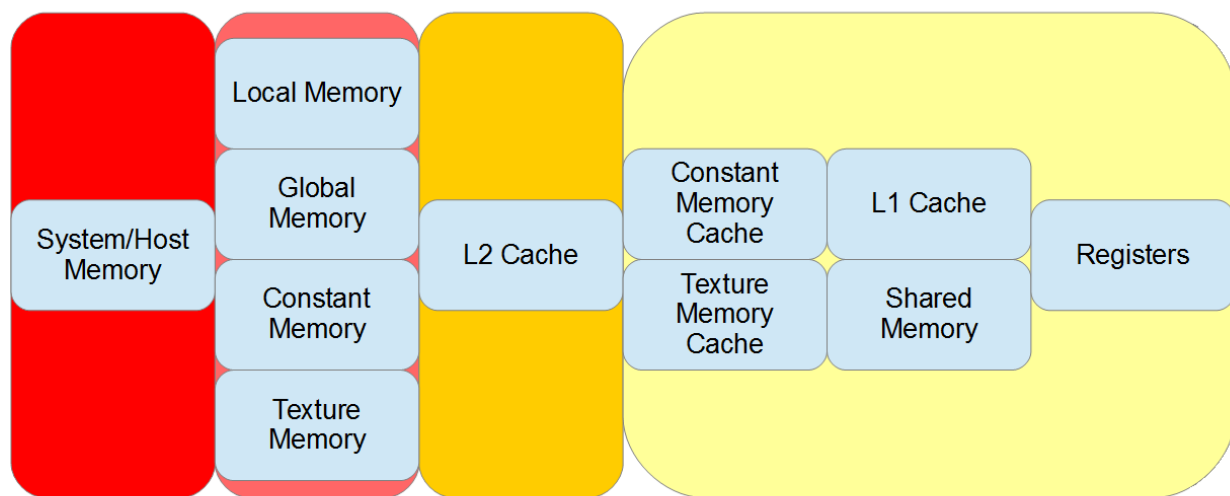 System/Host
Memory
Local Memory
Global
Memory
Constant
Memory
Texture
Memory
L2 Cache
Constant
Memory
Cache
Texture
Memory
Cache
L1 Cache
Shared
Memory
Registers